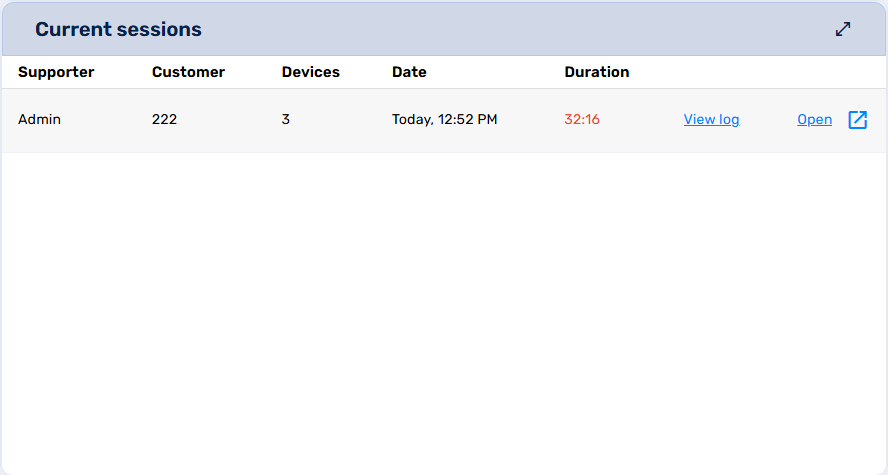 Current sessions
Supporter Customer Devices Date Duration
Admin 222 3 Today, 12:52 PM 32:16 View log Open